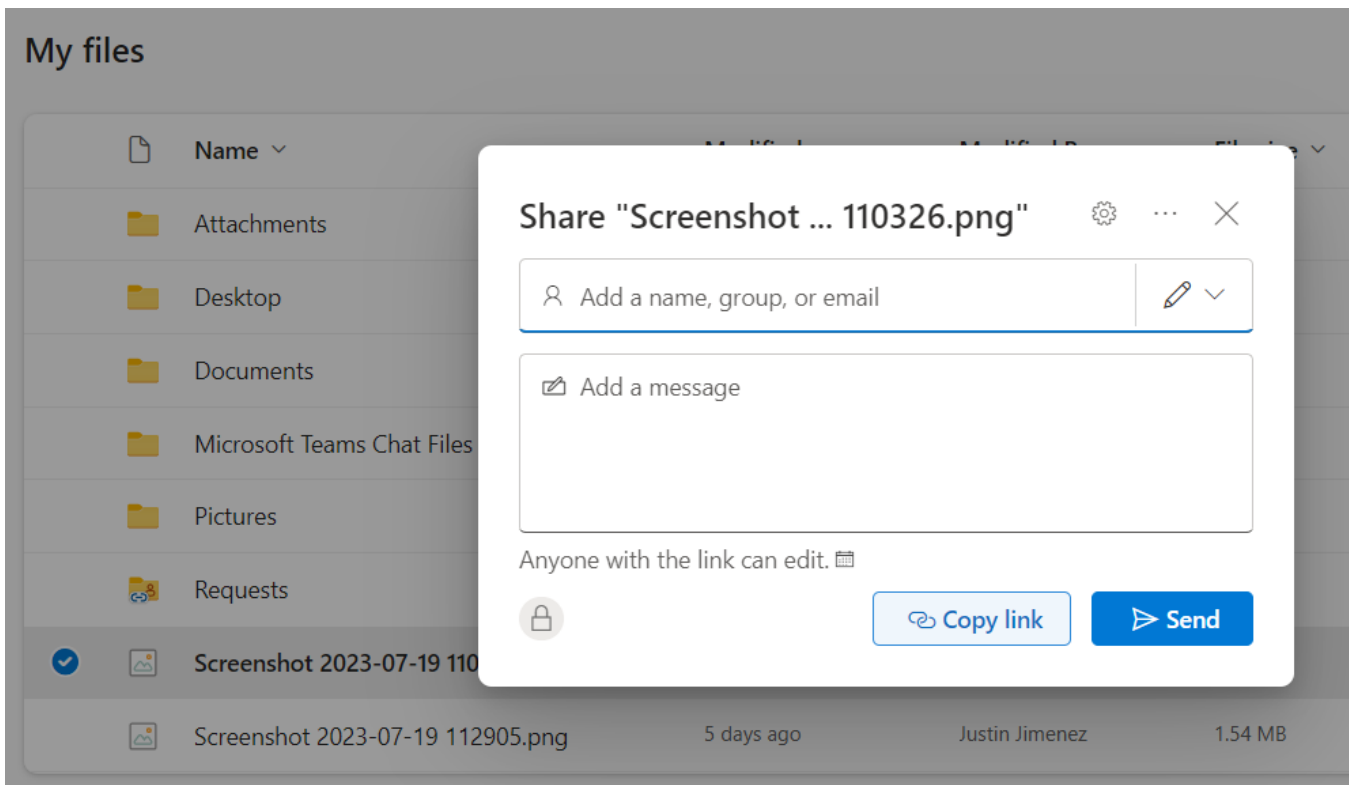 My files
Name
Share "Screenshot ... 110326.png"
Attachments
Add a name, group, or email
Desktop
Documents
Add a message
Microsoft Teams Chat Files
Pictures
Anyone with the link can edit.
Requests
Copy link
Send
Screenshot 2023-07-19 110
Screenshot 2023-07-19 112905.png 5 days ago Justin Jimenez 1.54 MB